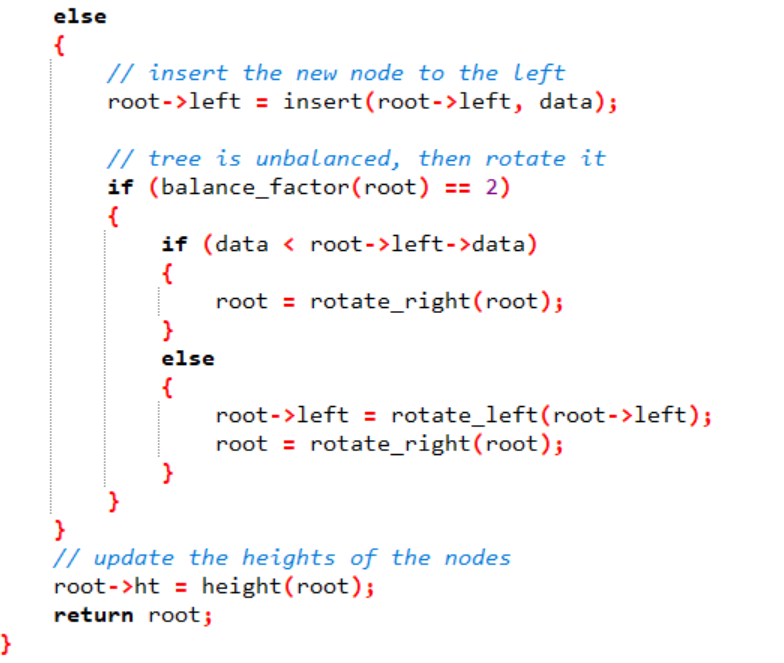 else
{
// insert the new node to the left
root->left = insert(root->left, data);
// tree is unbalanced, then rotate it
if (balance_factor(root) == 2)
{
if (data < root->left->data)
{
root = rotate_right(root);
}
else
{
root->left = rotate_left(root->left);
root = rotate_right(root);
}
}
}
// update the heights of the nodes
root->ht = height(root);
return root;
}